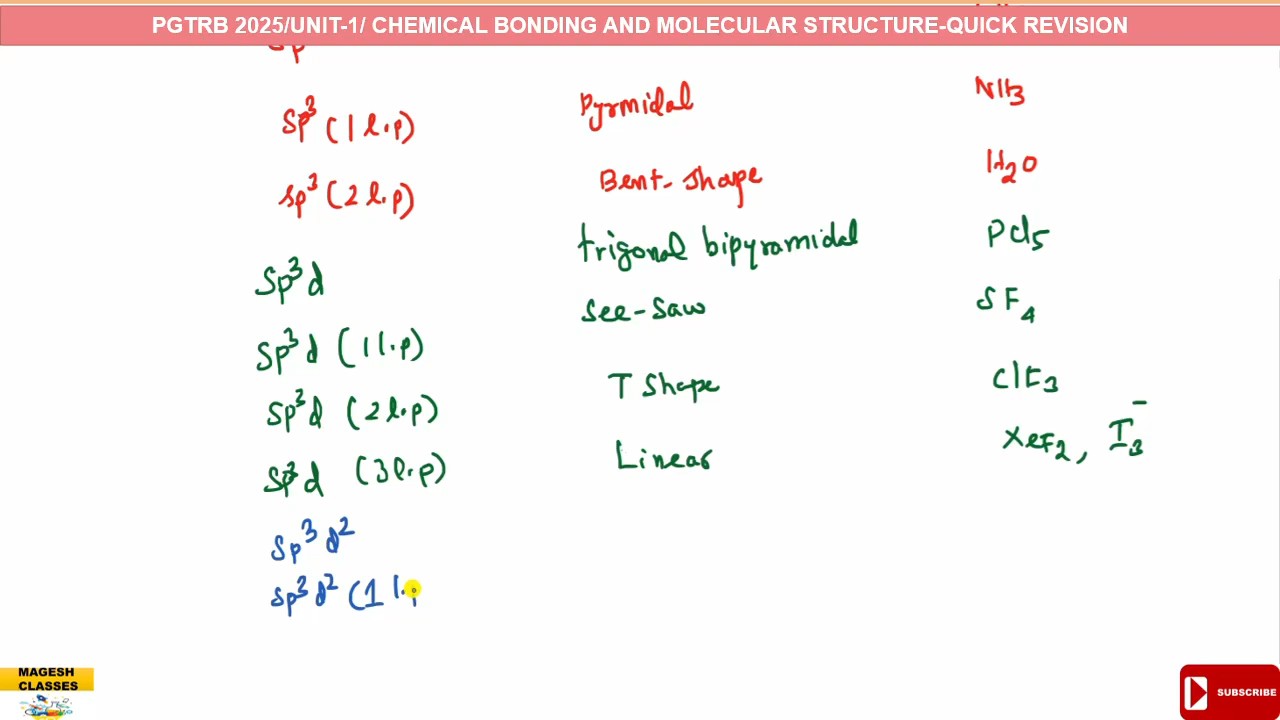 PGTRB 2025/UNIT-1/ CHEMICAL BONDING AND MOLECULAR STRUCTURE-QUICK REVISION
Sp
Sp³ (1 l.p) Pyrmidal NH₃
Sp³ (2 l.p) Bent-Shape H₂O
Sp³d trigonal bipyramidal PCl₅
Sp³d (1 l.p) See-Saw SF₄
Sp³d (2 l.p) T Shape ClF₃
Sp³d (3 l.p) Linear XeF₂, I₃⁻
Sp³d²
Sp³d² (1 l.p
MAGESH
CLASSES
SUBSCRIBE